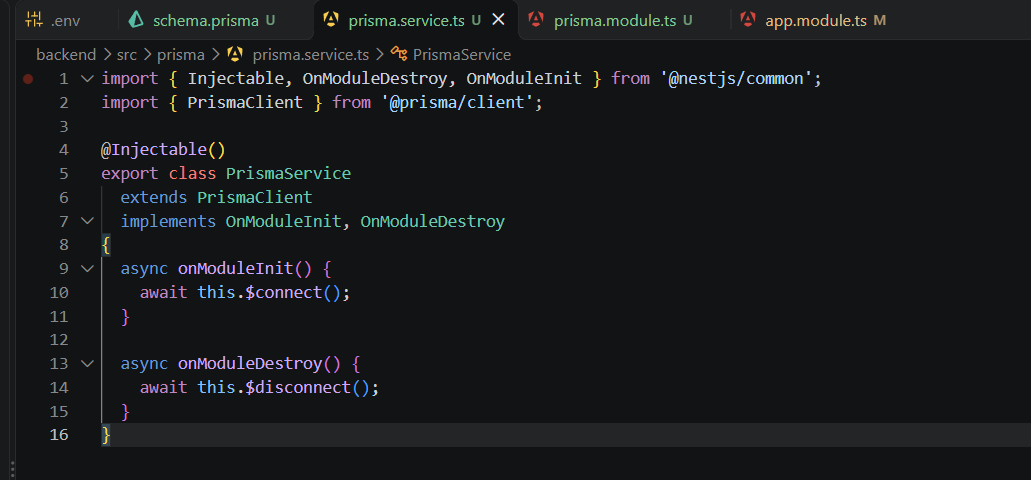 .env schema.prisma U prisma.service.ts U prisma.module.ts U app.module.ts M
backend > src > prisma > prisma.service.ts > PrismaService
1 import { Injectable, OnModuleDestroy, OnModuleInit } from '@nestjs/common';
2 import { PrismaClient } from '@prisma/client';
3
4 @Injectable()
5 export class PrismaService
6 extends PrismaClient
7 implements OnModuleInit, OnModuleDestroy
8 {
9 async onModuleInit() {
10 await this.$connect();
11 }
12
13 async onModuleDestroy() {
14 await this.$disconnect();
15 }
16 }